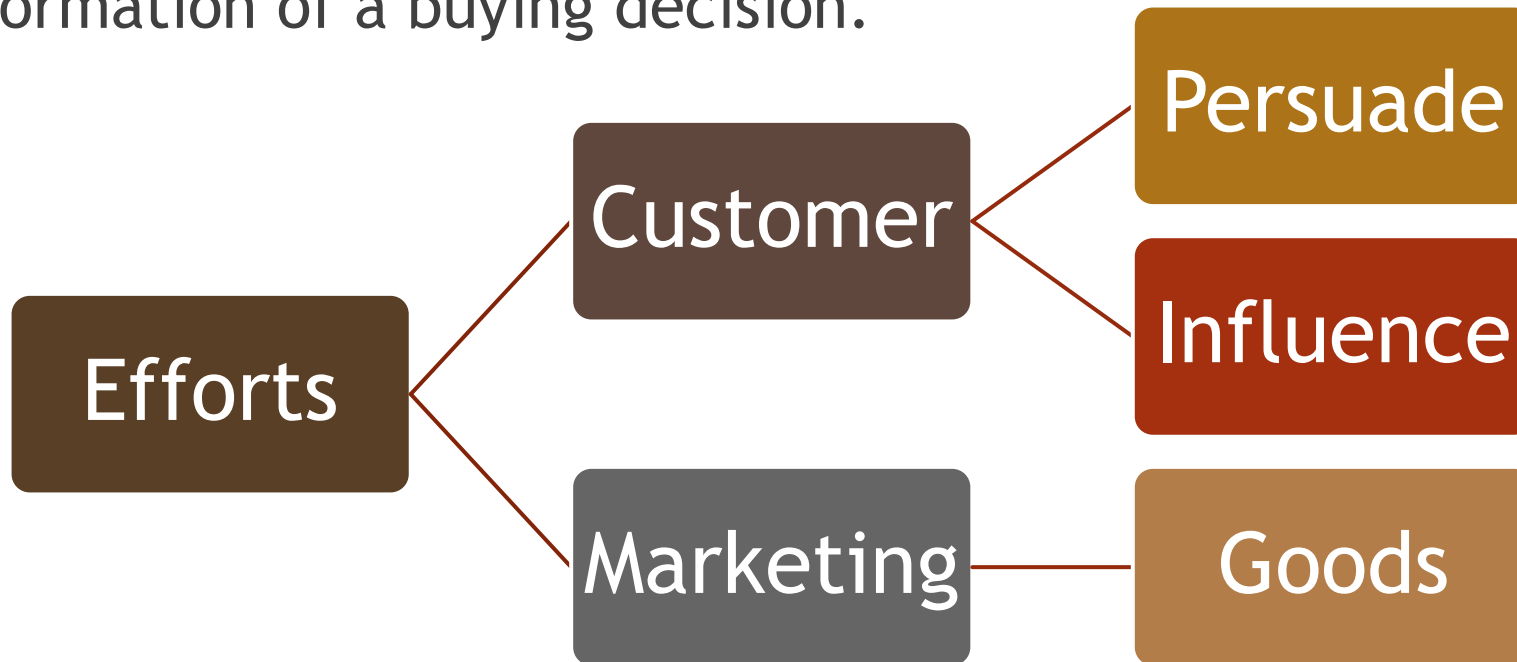 ormation of a buying decision.
Persuade
Customer
Influence
Efforts
Marketing
Goods